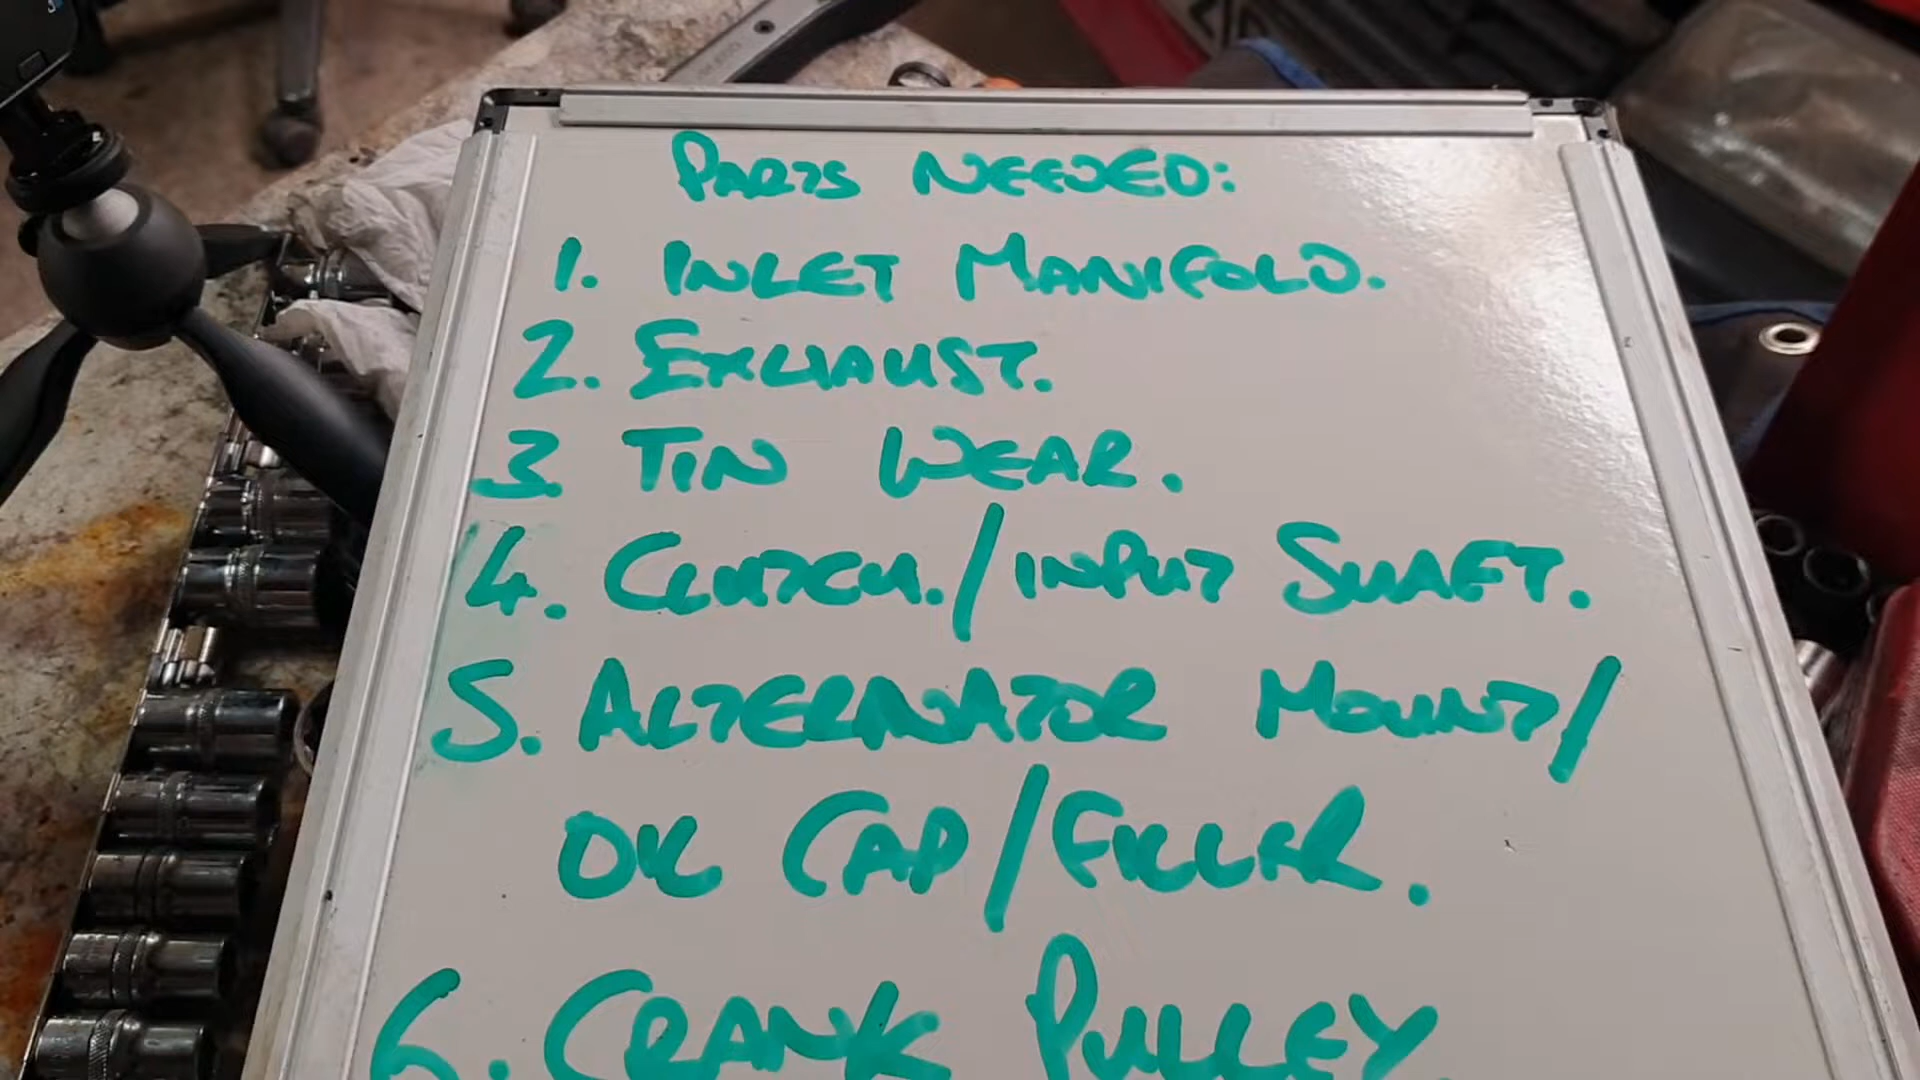 PARTS NEEDED:
1. INLET MANIFOLD.
2. EXHAUST.
3. TIN WEAR.
4. CLUTCH./INPUT SHAFT.
5. ALTERNATOR MOUNT/
OIL CAP/FILLER.
6. CRANK PULLEY.